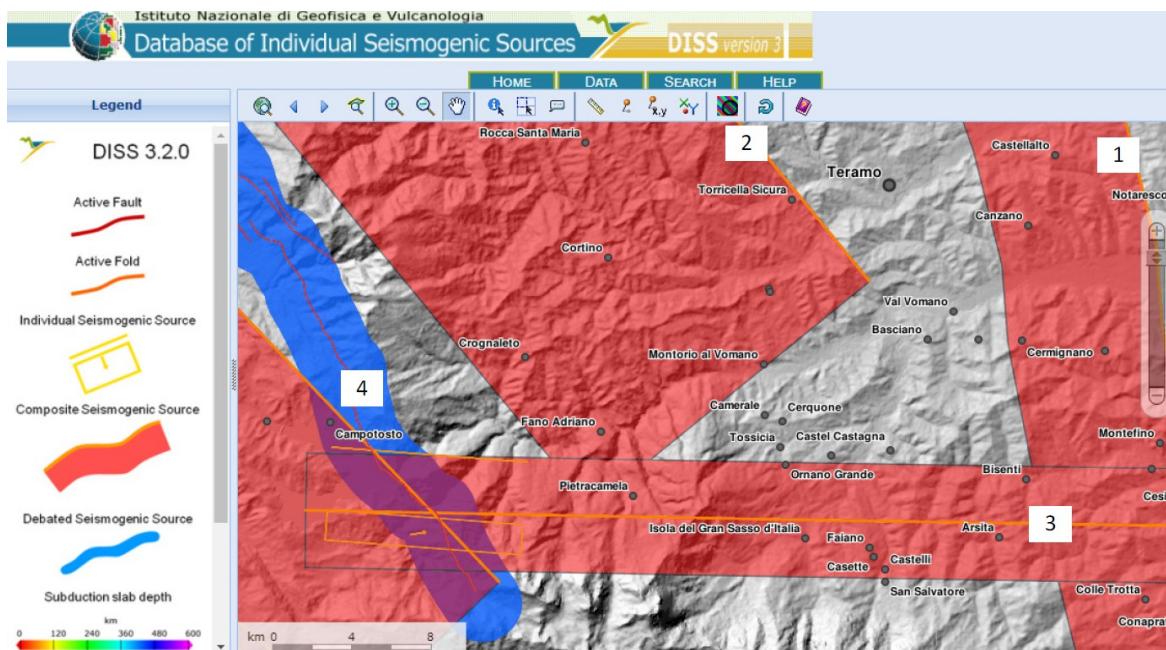 Istituto Nazionale di Geofisica e Vulcanologia
Database of Individual Seismogenic Sources
DISS version 3
HOME DATA SEARCH HELP
Legend
DISS 3.2.0
Active Fault
Active Fold
Individual Seismogenic Source
Composite Seismogenic Source
Debated Seismogenic Source
Subduction slab depth
km
0 120 240 360 480 600
x,y
XY
Rocca Santa Maria
2
Castellalto
1
Teramo
Torricella Sicura
Notaresco
Canzano
Cortino
Val Vomano
Basciano
Crognaleto
Montorio al Vomano
Cermignano
4
Camerale
Cerquone
Fano Adriano
Campotosto
Tossicia
Castel Castagna
Montefino
Ornano Grande
Bisenti
Pietracamela
Cesi
Isola del Gran Sasso d'Italia
Arsita
3
Faiano
Casette
Castelli
San Salvatore
Colle Trotta
Conaprat
km 0 4 8